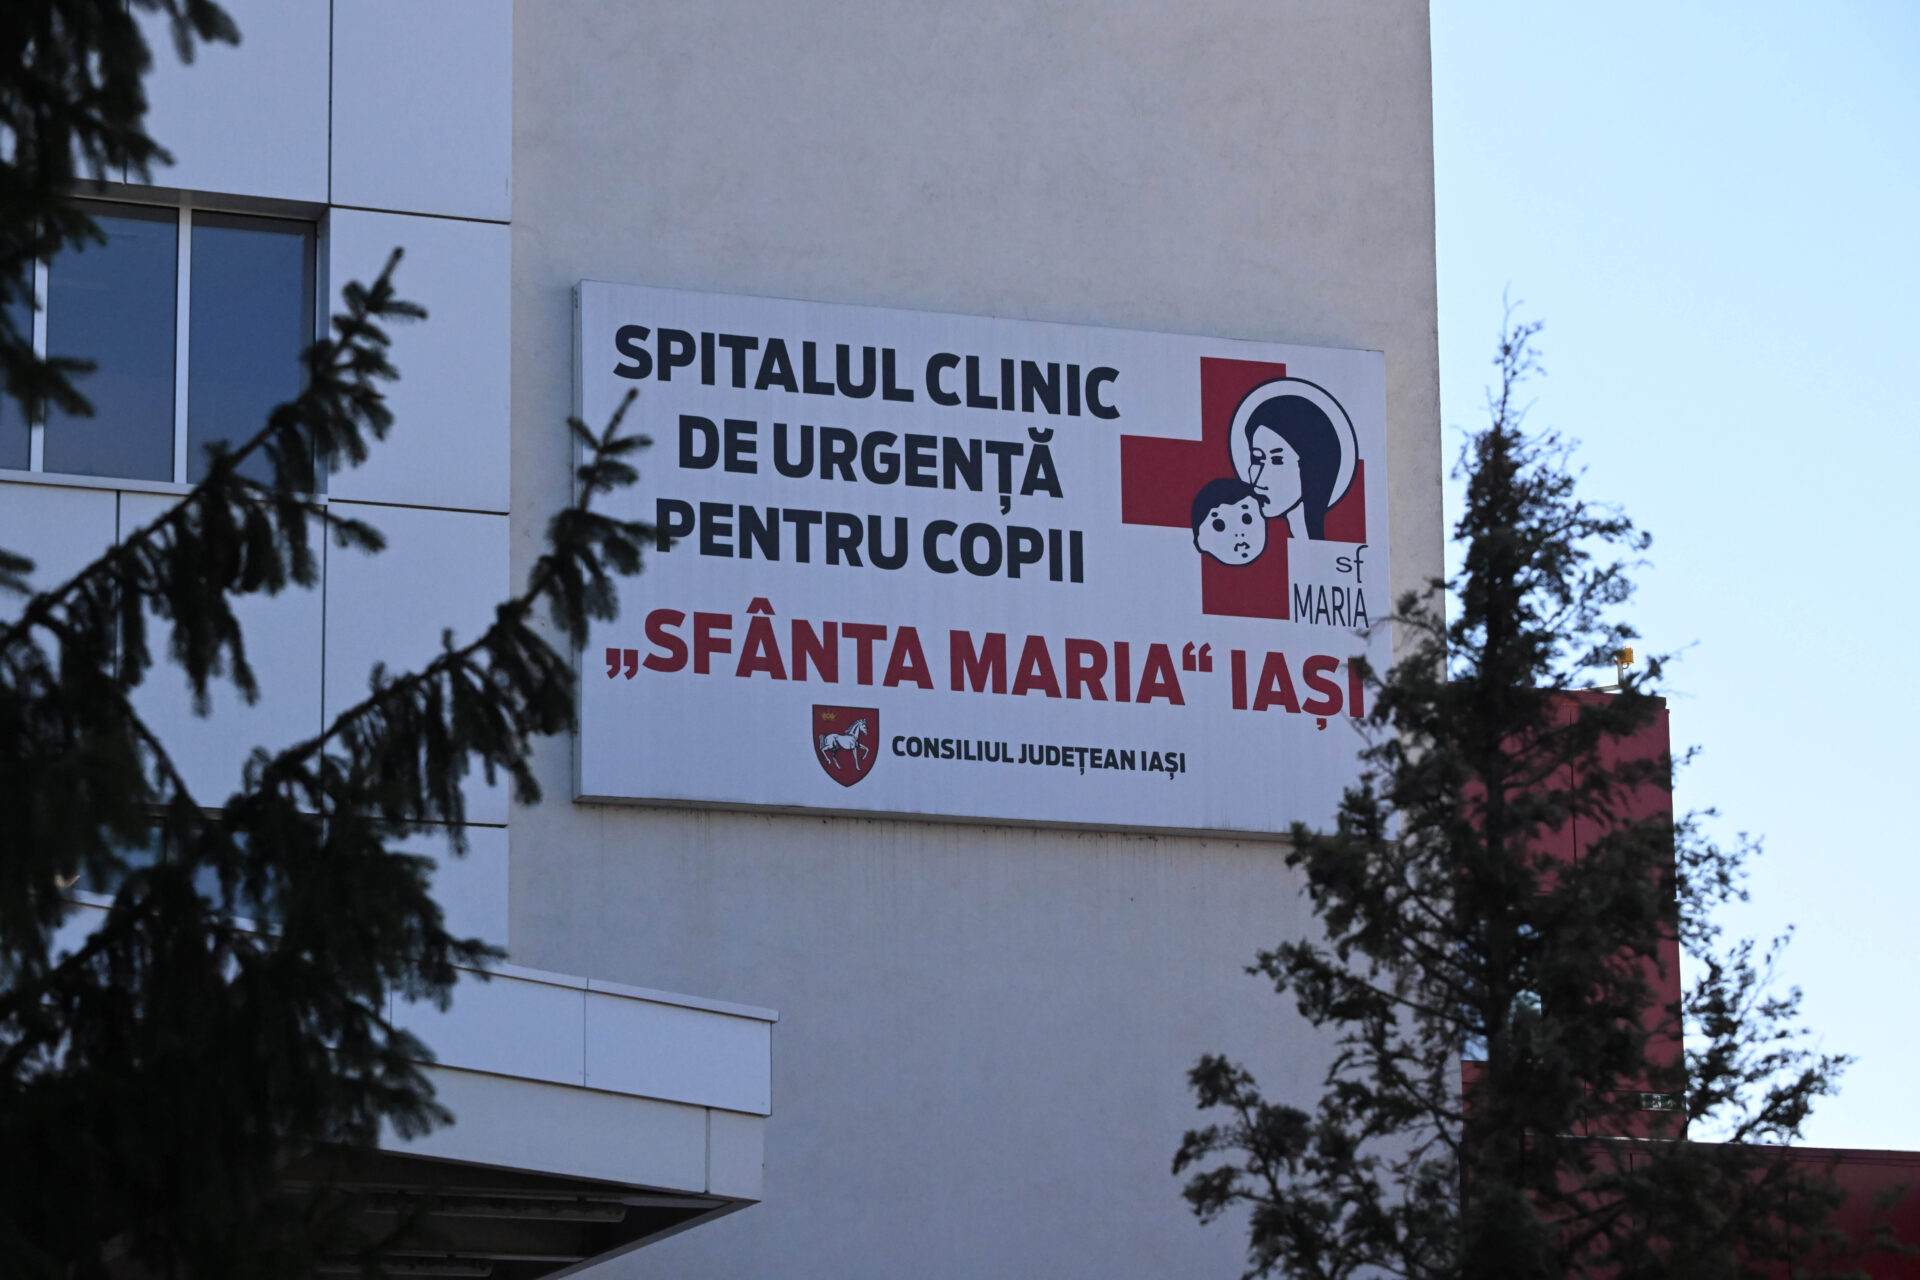 SPITALUL CLINIC
DE URGENȚĂ
PENTRU COPII
„SFÂNTA MARIA“ IAȘI
CONSILIUL JUDEȚEAN IAȘI
sf
MARIA